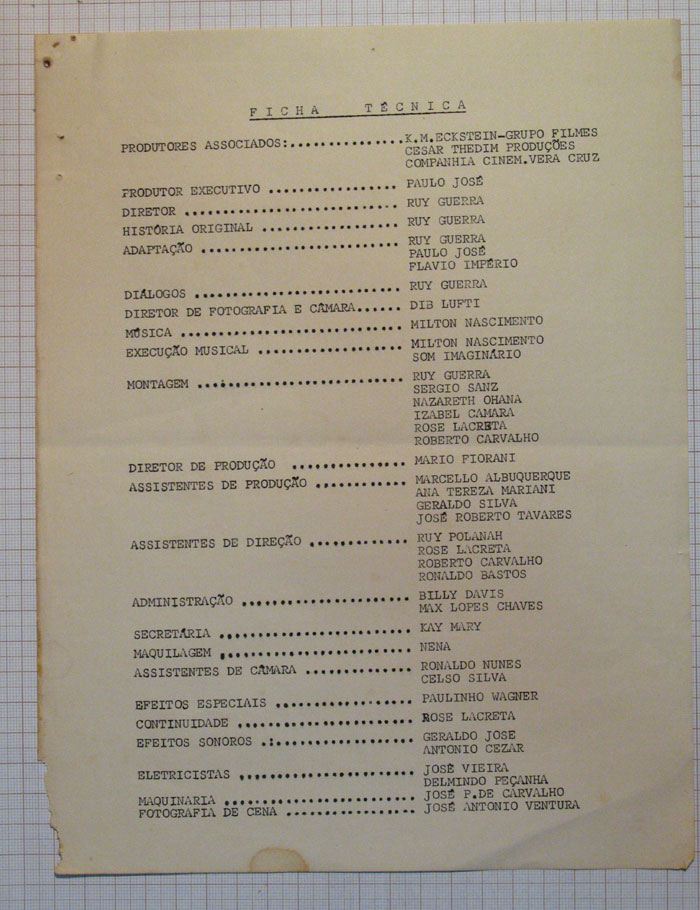 FICHA TÉCNICA
PRODUTORES ASSOCIADOS:...............K.M.ECKSTEIN-GRUPO FILMES
CESAR THEDIM PRODUÇÕES
COMPANHIA CINEM.VERA CRUZ
PRODUTOR EXECUTIVO ................. PAULO JOSÉ
DIRETOR ............................ RUY GUERRA
HISTÓRIA ORIGINAL .................. RUY GUERRA
ADAPTAÇÃO .......................... RUY GUERRA
PAULO JOSÉ
FLAVIO IMPÉRIO
DIÁLOGOS ........................... RUY GUERRA
DIRETOR DE FOTOGRAFIA E CÂMARA...... DIB LUFTI
MÚSICA ............................. MILTON NASCIMENTO
EXECUÇÃO MUSICAL ................... MILTON NASCIMENTO
SOM IMAGINÁRIO
MONTAGEM ........................... RUY GUERRA
SERGIO SANZ
NAZARETH OHANA
IZABEL CAMARA
ROSE LACRETA
ROBERTO CARVALHO
DIRETOR DE PRODUÇÃO ............... MARIO FIORANI
ASSISTENTES DE PRODUÇÃO ............ MARCELLO ALBUQUERQUE
ANA TEREZA MARIANI
GERALDO SILVA
JOSÉ ROBERTO TAVARES
ASSISTENTES DE DIREÇÃO ............. RUY POLANAH
ROSE LACRETA
ROBERTO CARVALHO
RONALDO BASTOS
ADMINISTRAÇÃO ...................... BILLY DAVIS
MAX LOPES CHAVES
SECRETÁRIA ......................... KAY MARY
MAQUILAGEM ......................... NENA
ASSISTENTES DE CÂMARA .............. RONALDO NUNES
CELSO SILVA
EFEITOS ESPECIAIS .................. PAULINHO WAGNER
CONTINUIDADE ....................... ROSE LACRETA
EFEITOS SONOROS .:.................. GERALDO JOSE
ANTONIO CEZAR
ELETRICISTAS ....................... JOSÉ VIEIRA
DELMINDO PEÇANHA
MAQUINARIA ......................... JOSÉ P.DE CARVALHO
FOTOGRAFIA DE CENA ................. JOSÉ ANTONIO VENTURA